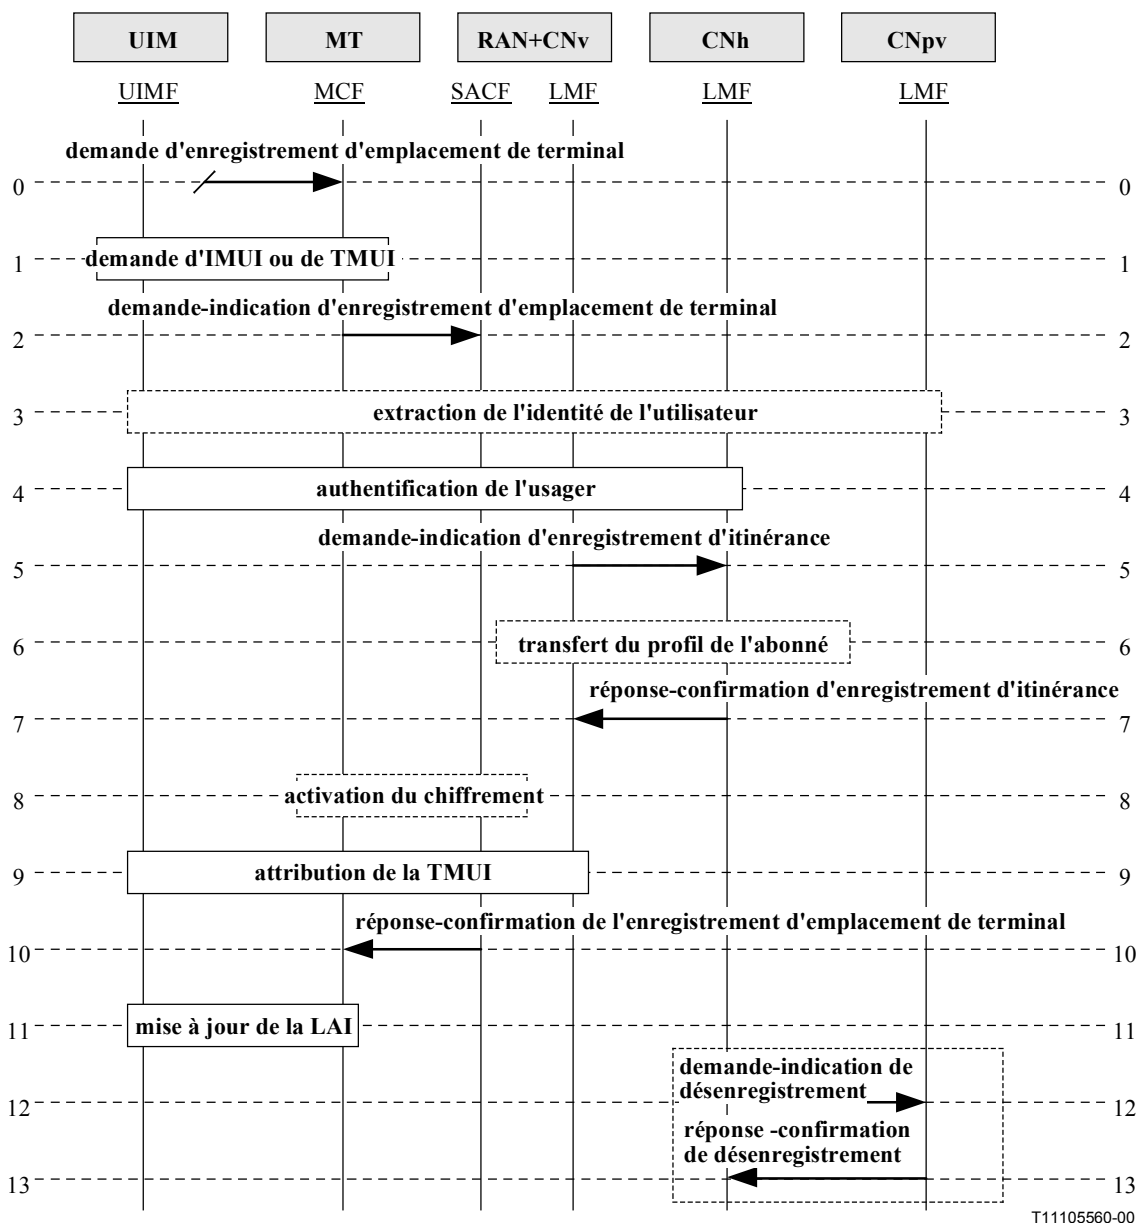 UIM MT RAN+CNv CNh CNpv
UIMF MCF SACF LMF LMF LMF
demande d'enregistrement d'emplacement de terminal
0 0
1 demande d'IMUI ou de TMUI 1
demande-indication d'enregistrement d'emplacement de terminal
2 2
3 extraction de l'identité de l'utilisateur 3
4 authentification de l'usager 4
demande-indication d'enregistrement d'itinérance
5 5
6 transfert du profil de l'abonné 6
réponse-confirmation d'enregistrement d'itinérance
7 7
8 activation du chiffrement 8
9 attribution de la TMUI 9
réponse-confirmation de l'enregistrement d'emplacement de terminal
10 10
11 mise à jour de la LAI 11
demande-indication de
désenregistrement
12 12
réponse -confirmation
de désenregistrement
13 13
T11105560-00